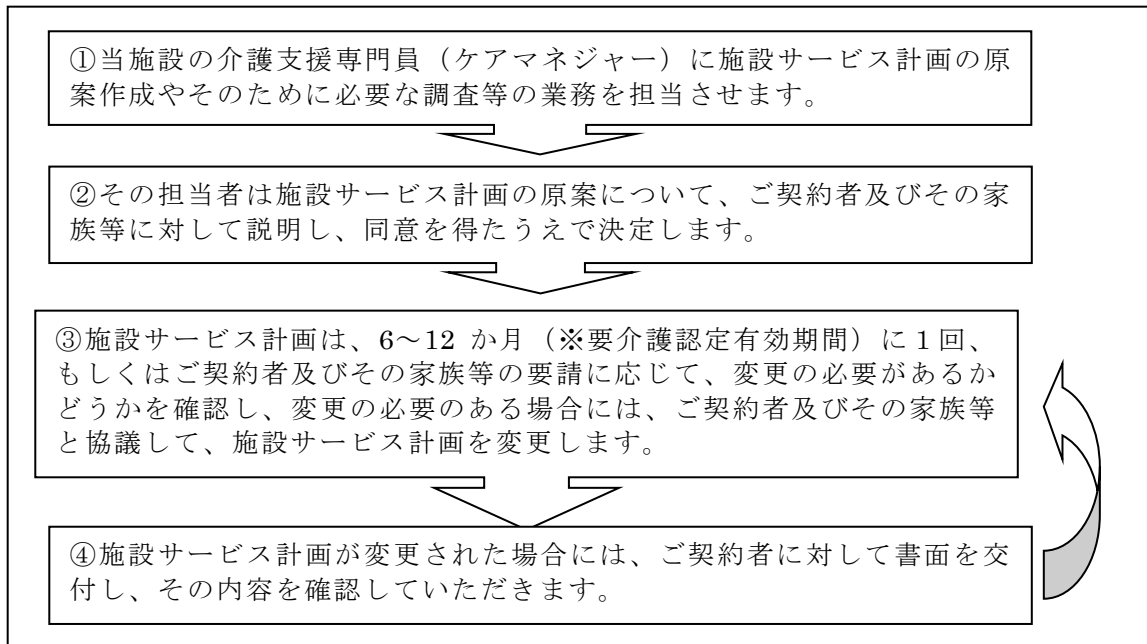 ①当施設の介護支援専門員（ケアマネジャー）に施設サービス計画の原
案作成やそのために必要な調査等の業務を担当させます。
②その担当者は施設サービス計画の原案について、ご契約者及びその家
族等に対して説明し、同意を得たうえで決定します。
③施設サービス計画は、6～12 か月（※要介護認定有効期間）に１回、
もしくはご契約者及びその家族等の要請に応じて、変更の必要があるか
どうかを確認し、変更の必要のある場合には、ご契約者及びその家族等
と協議して、施設サービス計画を変更します。
④施設サービス計画が変更された場合には、ご契約者に対して書面を交
付し、その内容を確認していただきます。